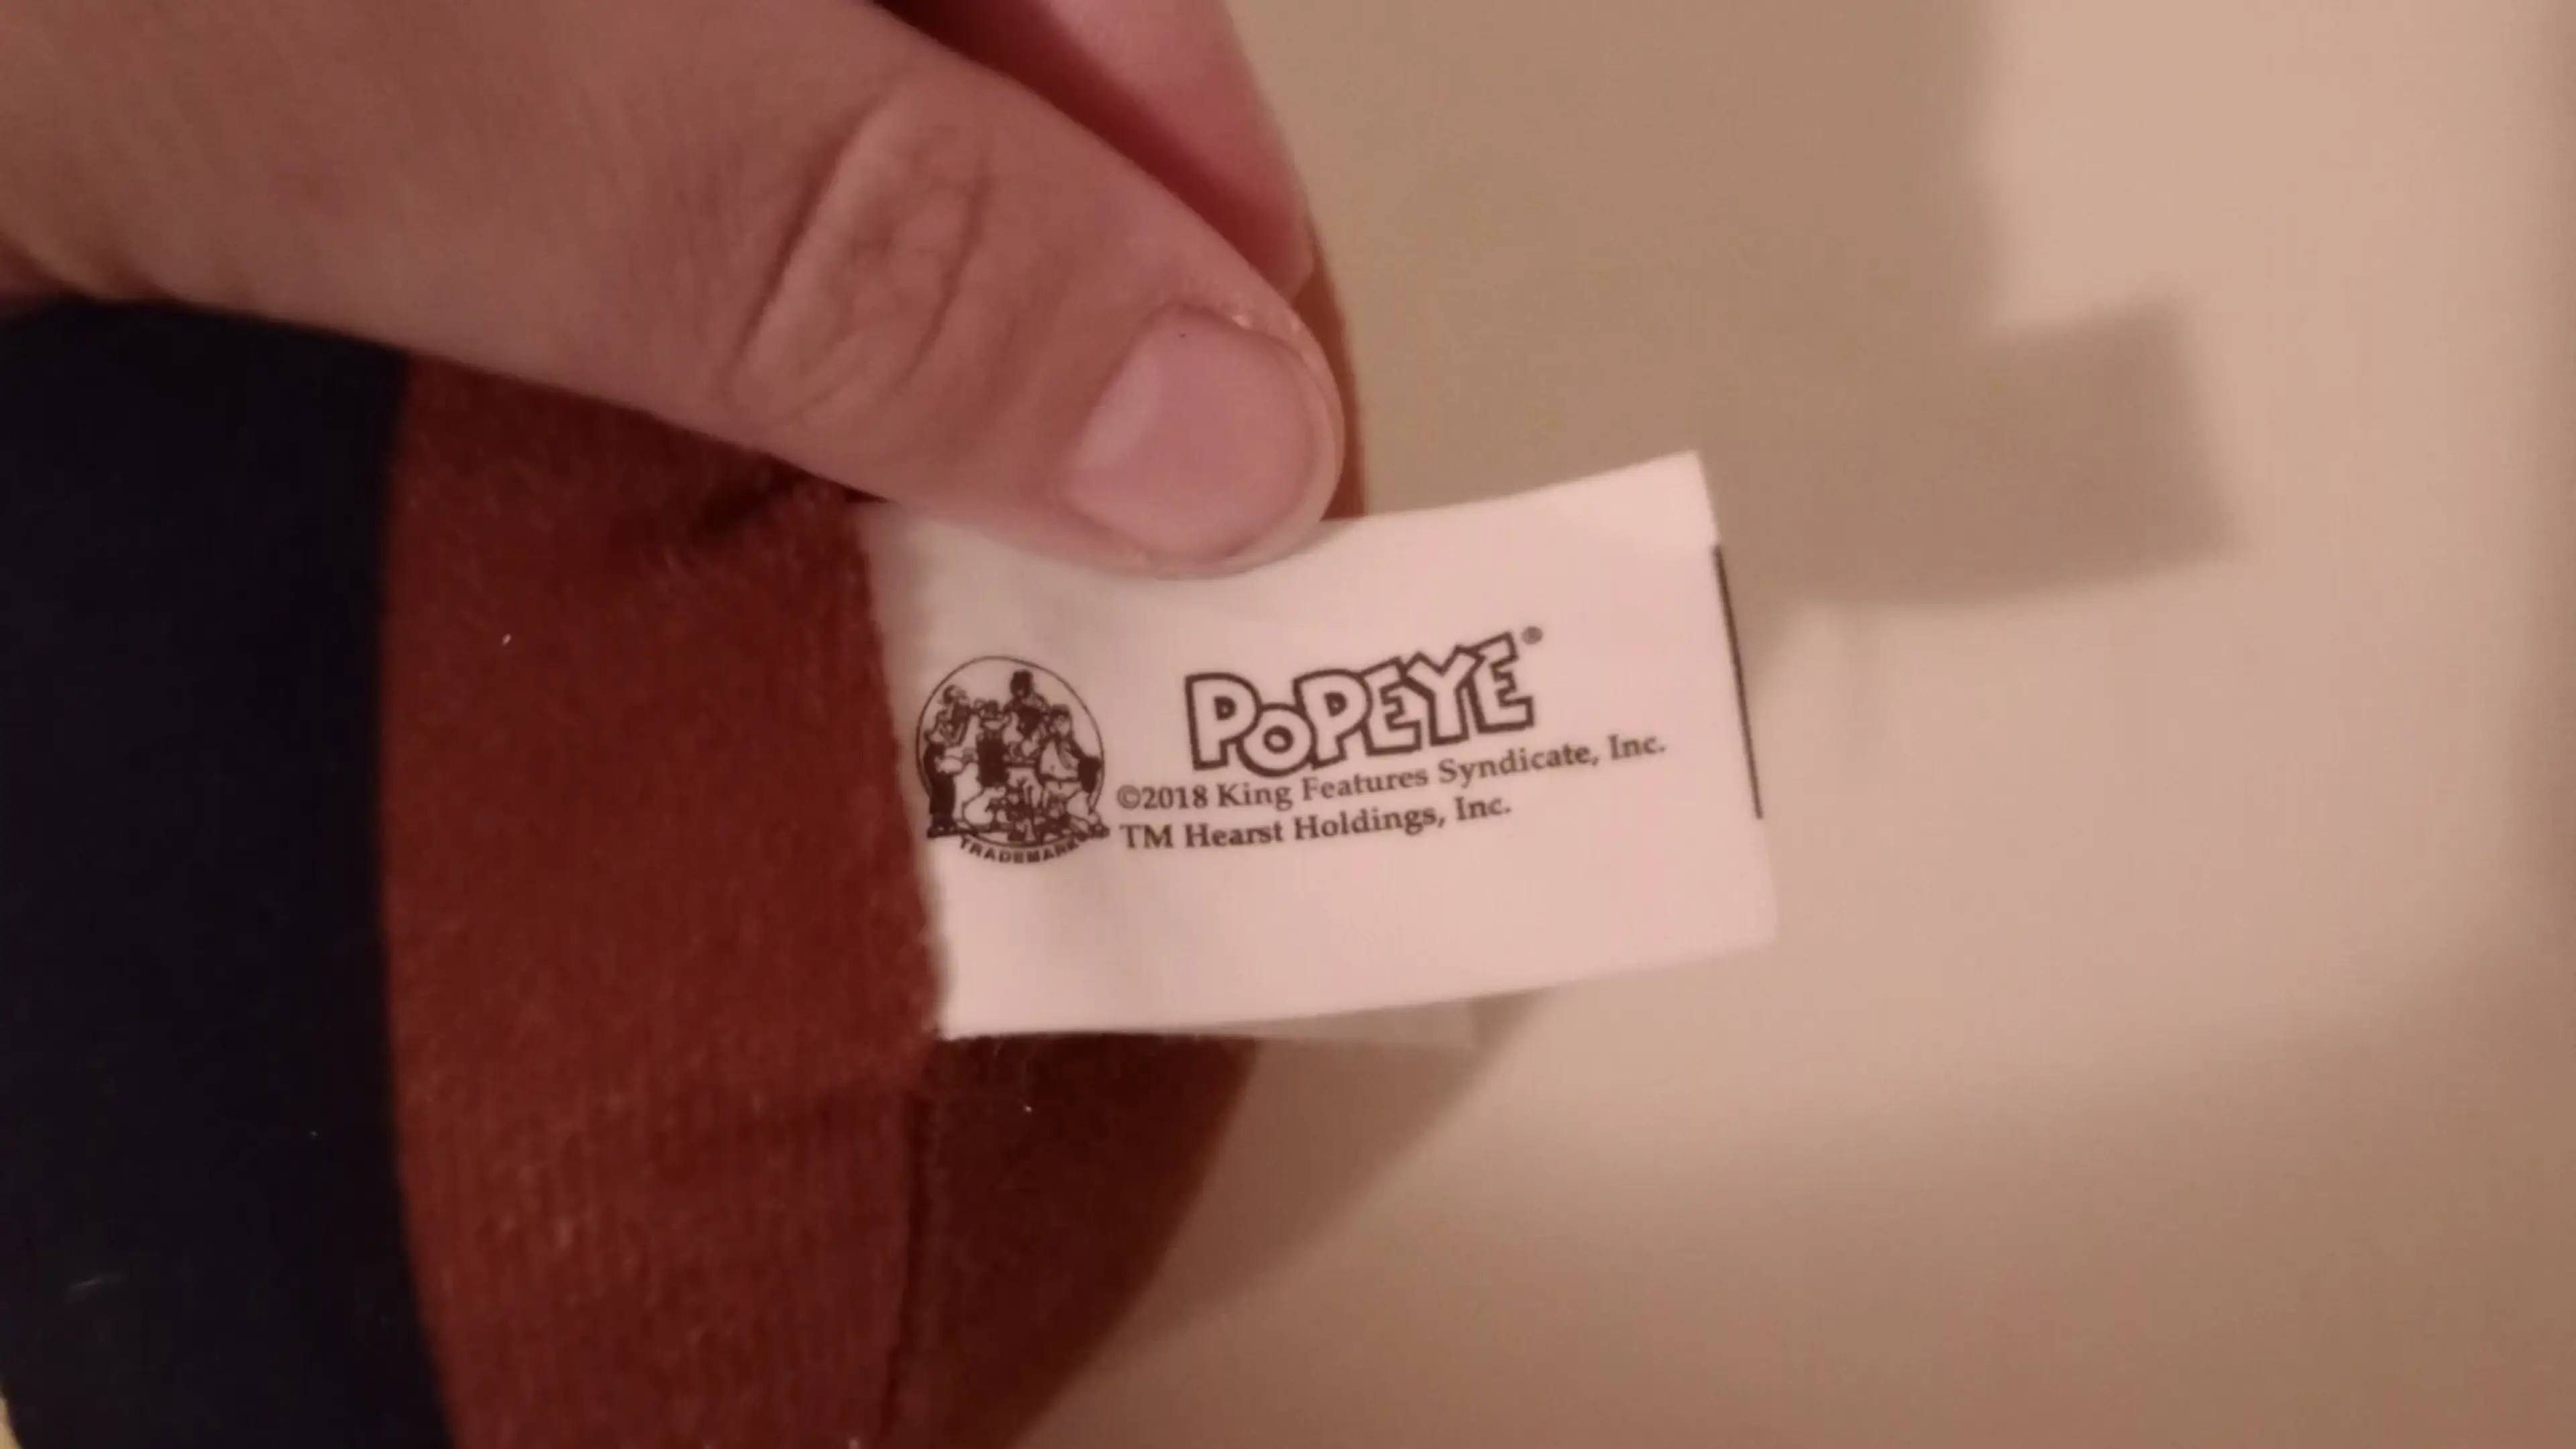 POPEYE®
©2018 King Features Syndicate, Inc.
TM Hearst Holdings, Inc.
TRADEMARK